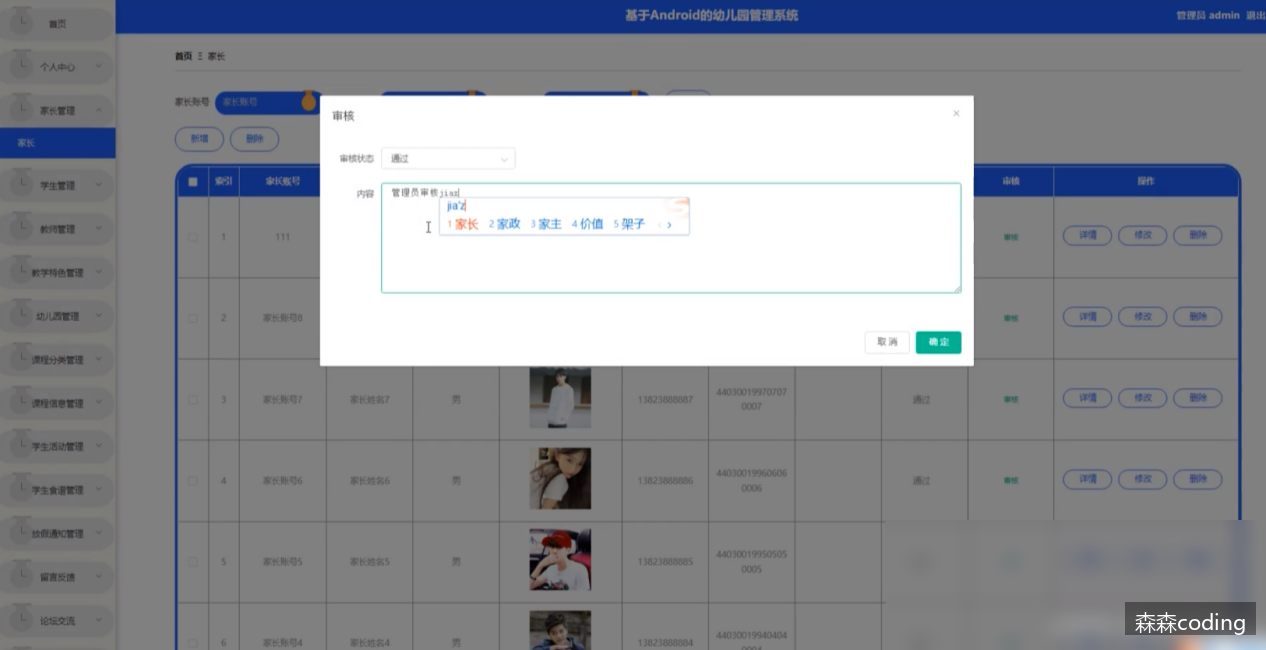 基于Android的幼儿园管理系统
管理员 admin 退出
首页
个人中心
家长管理
家长
学生管理
教师管理
教学特色管理
幼儿园管理
课程分类管理
课程信息管理
学生活动管理
学生食谱管理
放假通知管理
留言反馈
论坛交流
首页 Ξ 家长
家长账号 家长账号
新增 删除
索引 家长账号 审核 操作
1 111 审核 详情 修改 删除
2 家长账号8 审核 详情 修改 删除
3 家长账号7 家长姓名7 男 13823888887 440300199707070007 通过 审核 详情 修改 删除
4 家长账号6 家长姓名6 男 13823888886 440300199606060006 通过 审核 详情 修改 删除
5 家长账号5 家长姓名5 男 13823888885 440300199505050005
6 家长账号4 家长姓名4 男 13823888884 44030019940404
审核 ×
审核状态 通过
内容 管理员审核jiaz
jia'z
1 家长 2 家政 3 家主 4 价值 5 架子
取消 确定
森森coding